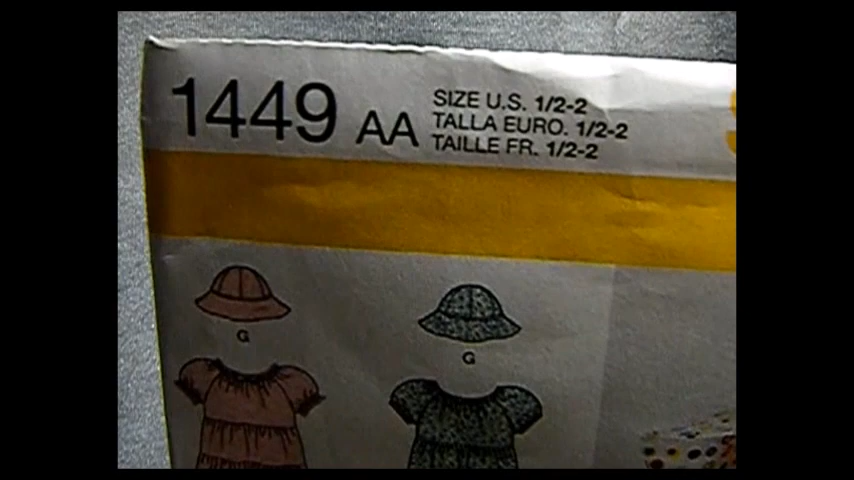 1449 AA
SIZE U.S. 1/2-2
TALLA EURO. 1/2-2
TAILLE FR. 1/2-2
G
G